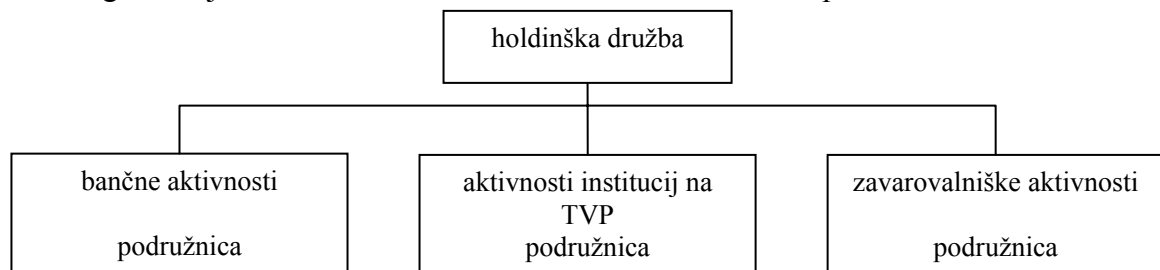 holdinška družba
bančne aktivnosti
podružnica
aktivnosti institucij na
TVP
podružnica
zavarovalniške aktivnosti
podružnica